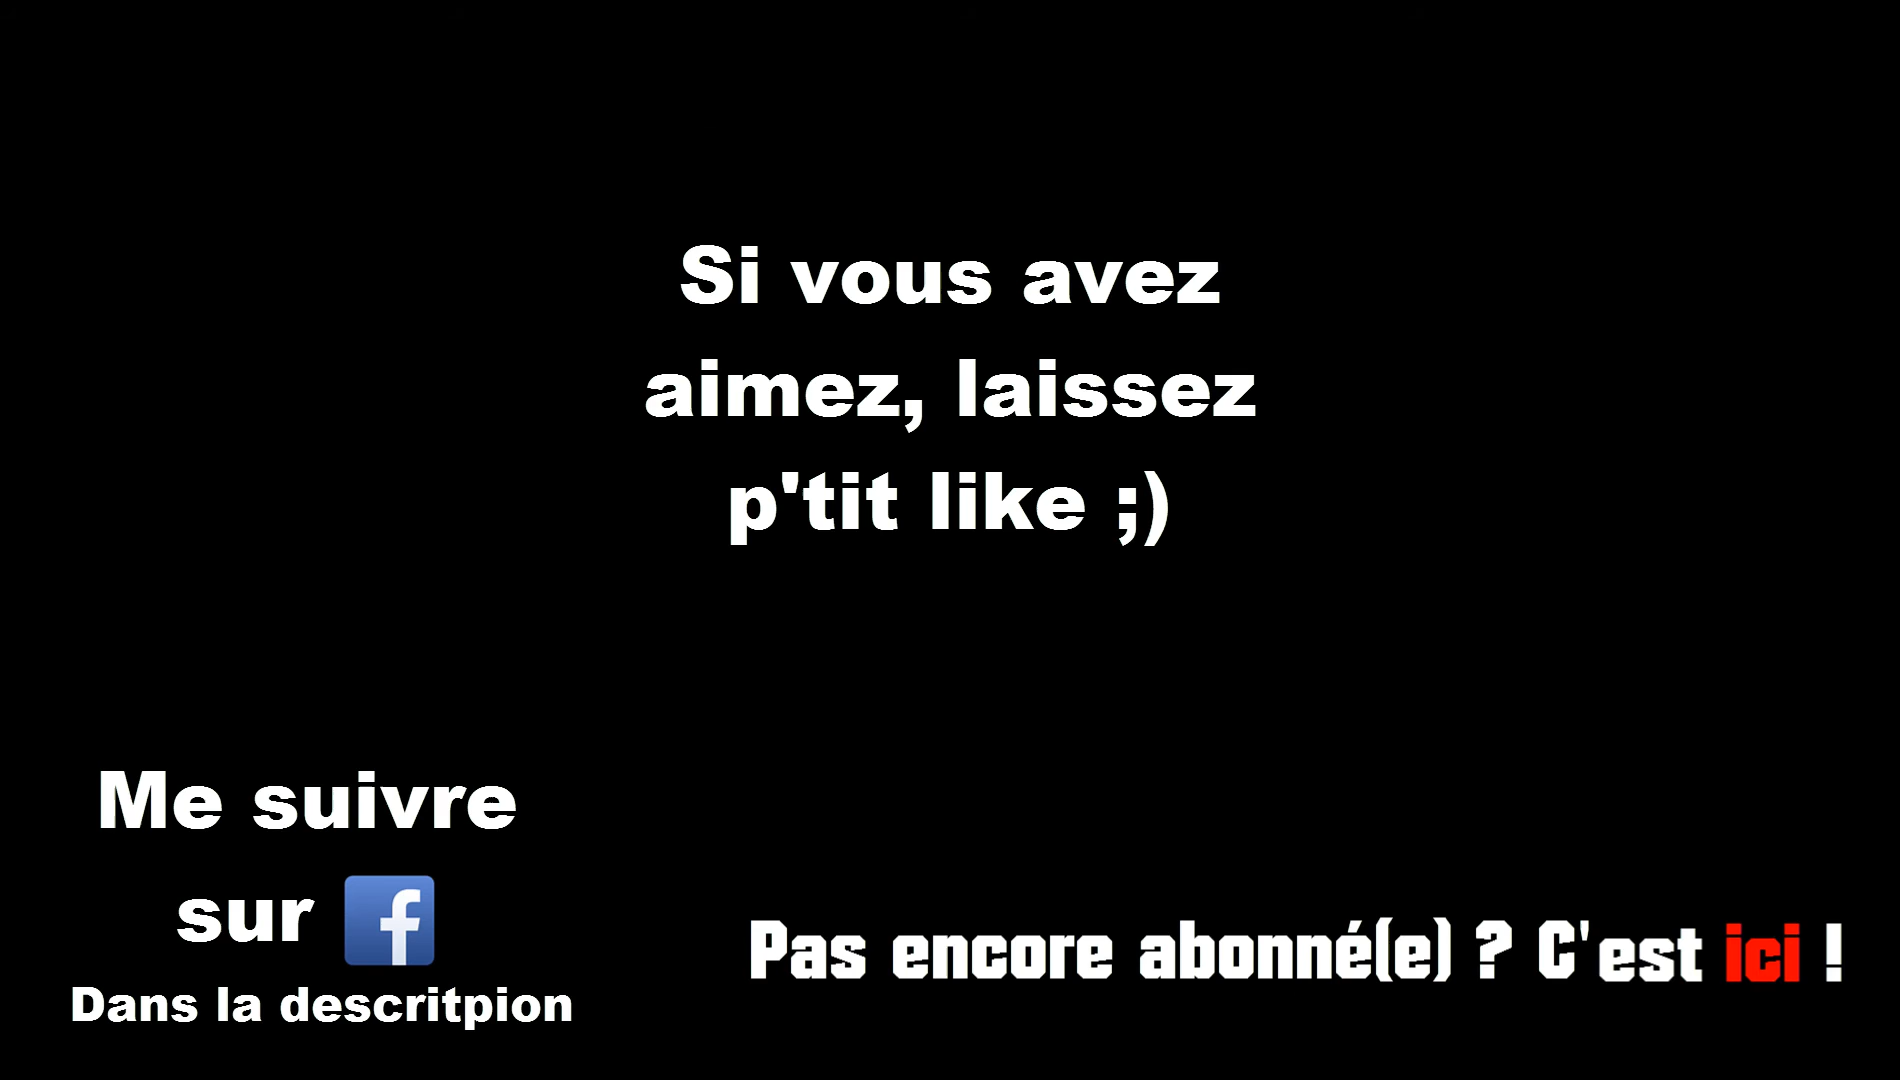 Si vous avez
aimez, laissez
p'tit like ;)
Me suivre
sur f
Dans la descritpion
Pas encore abonné(e) ? C'est ici !